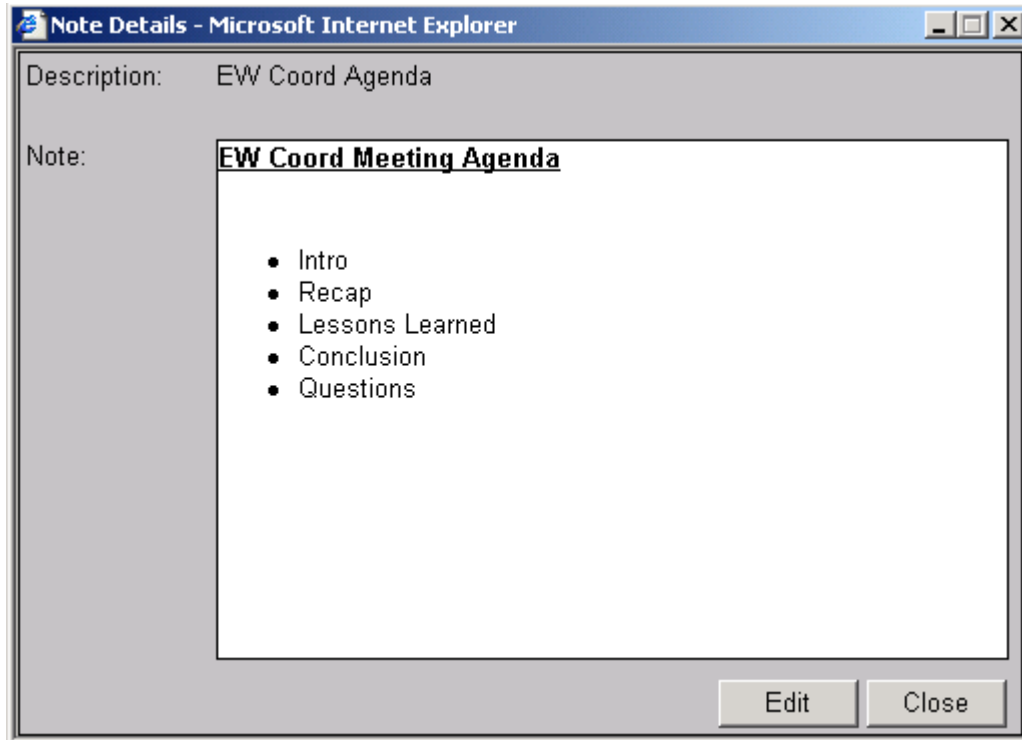 Note Details - Microsoft Internet Explorer
Description: EW Coord Agenda
Note: EW Coord Meeting Agenda
• Intro
• Recap
• Lessons Learned
• Conclusion
• Questions
Edit Close